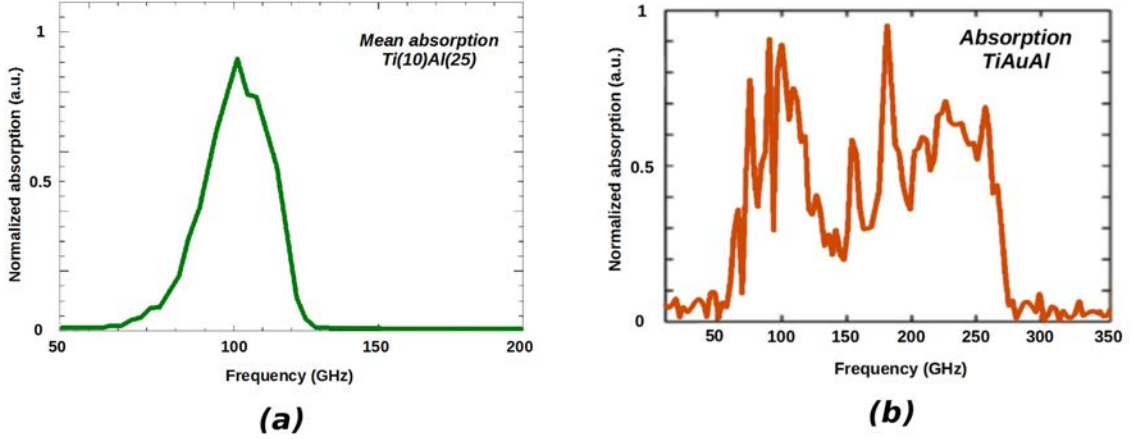 Mean absorption
Ti(10)Al(25)
Normalized absorption (a.u.)
1
0.5
0
50
100
150
200
Frequency (GHz)
(a)
Absorption
TiAuAl
Normalized absorption (a.u.)
1
0.5
0
50
100
150
200
250
300
350
Frequency (GHz)
(b)